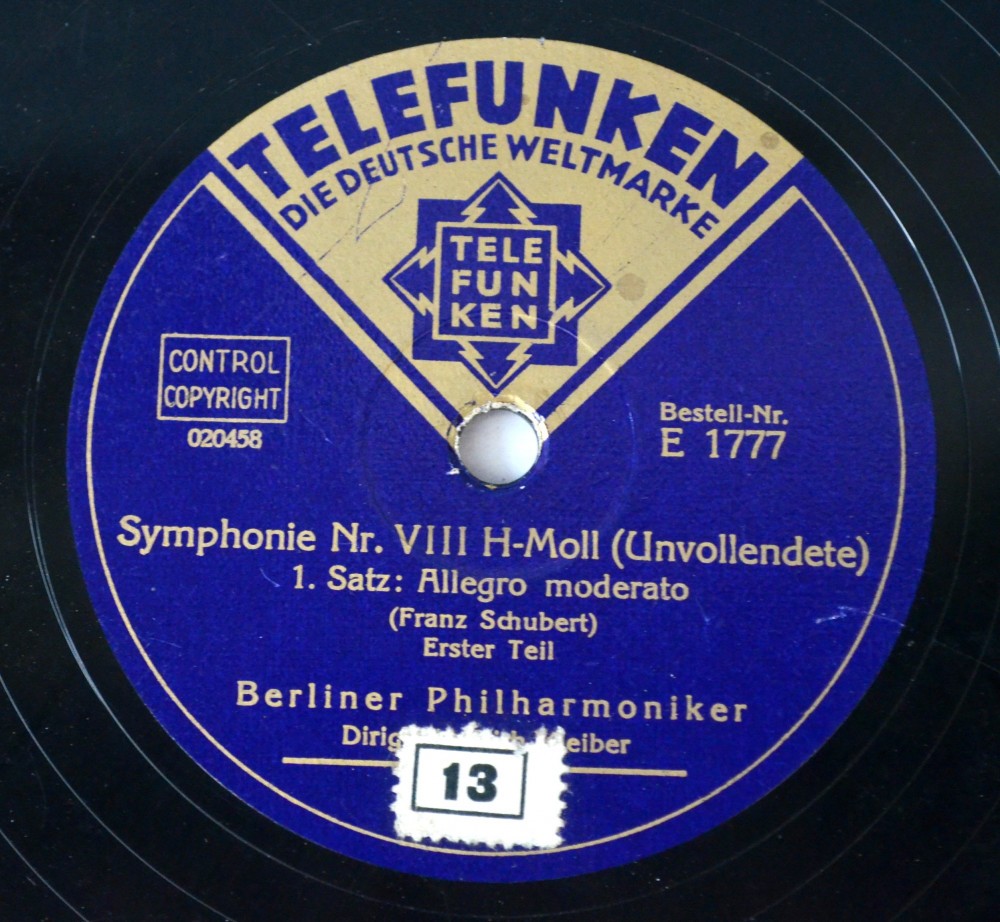 TELEFUNKEN
DIE DEUTSCHE WELTMARKE
TELE
FUN
KEN
CONTROL
COPYRIGHT
020458
Bestell-Nr.
E 1777
Symphonie Nr. VIII H-Moll (Unvollendete)
1. Satz: Allegro moderato
(Franz Schubert)
Erster Teil
Berliner Philharmoniker
13